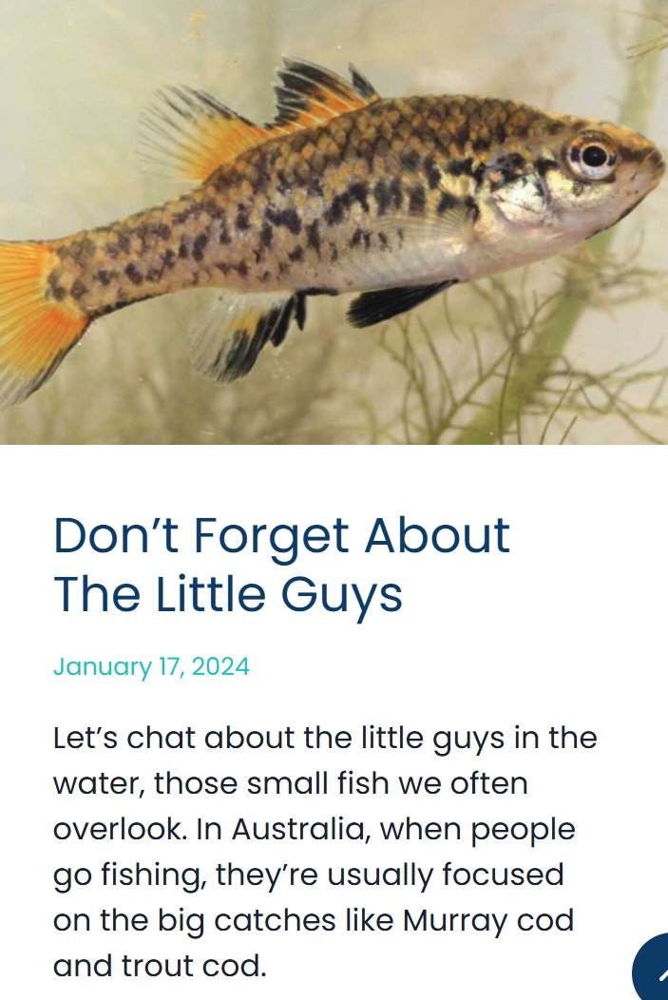 Don’t Forget About
The Little Guys
January 17, 2024
Let’s chat about the little guys in the
water, those small fish we often
overlook. In Australia, when people
go fishing, they’re usually focused
on the big catches like Murray cod
and trout cod.